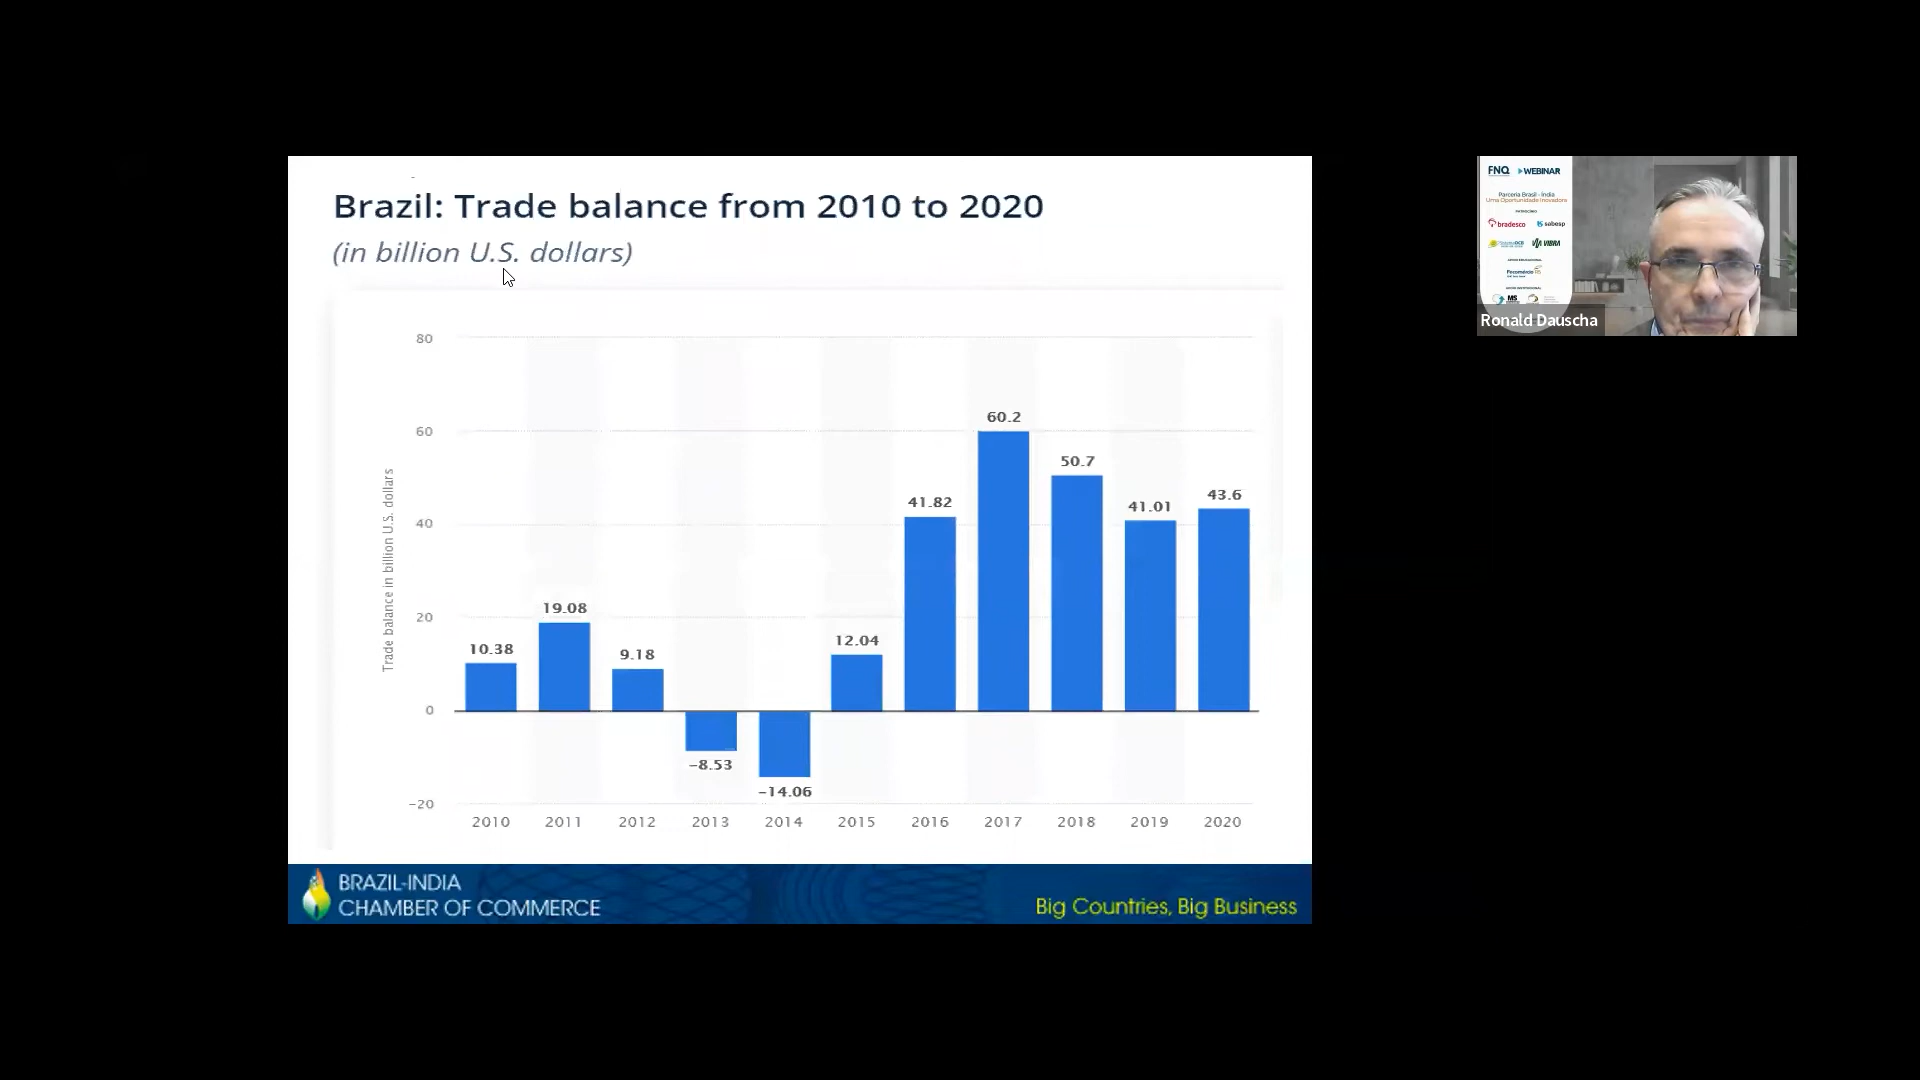 Brazil: Trade balance from 2010 to 2020
(in billion U.S. dollars)
Trade balance in billion U.S. dollars
80
60
40
20
0
-20
10.38
19.08
9.18
-8.53
-14.06
12.04
41.82
60.2
50.7
41.01
43.6
2010 2011 2012 2013 2014 2015 2016 2017 2018 2019 2020
BRAZIL-INDIA
CHAMBER OF COMMERCE
Big Countries, Big Business
FNQ WEBINAR
Parceria Brasil - Índia
Uma Oportunidade Inovadora
PATROCÍNIO
bradesco sabesp
VIBRA
Fecomércio RS
MS
Ronald Dauscha